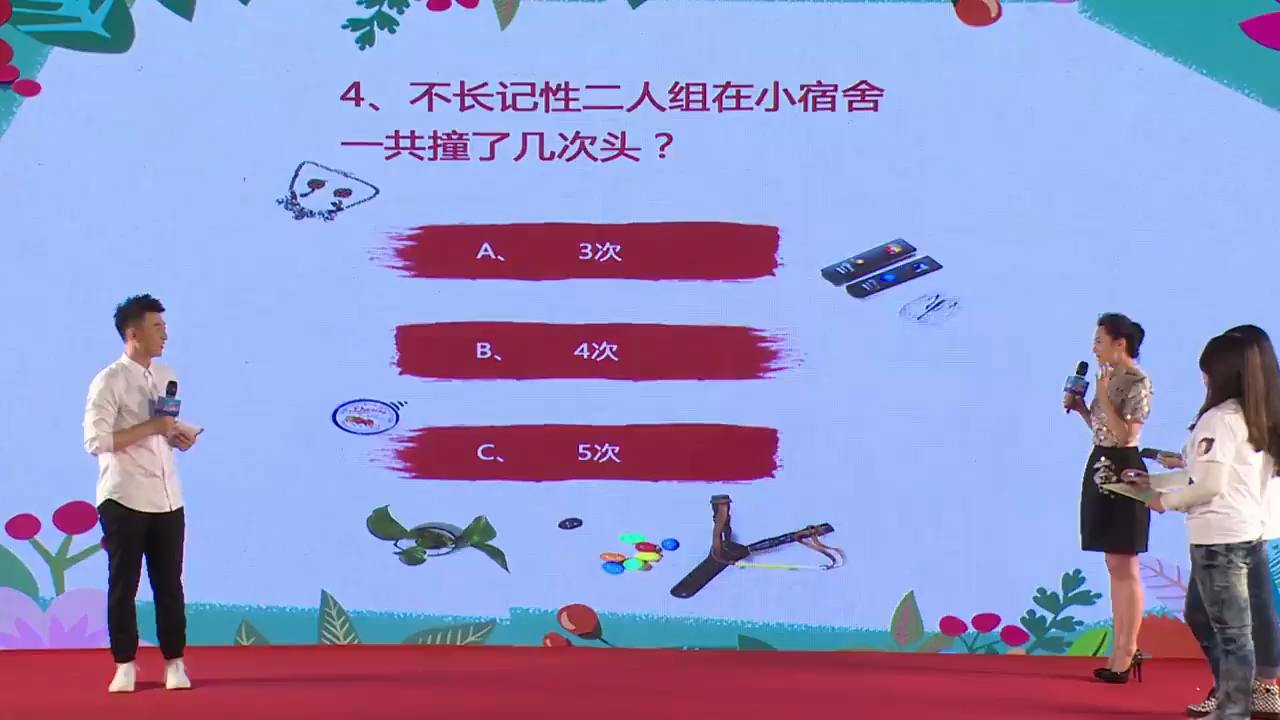 4、不长记性二人组在小宿舍
一共撞了几次头？
A、 3次
B、 4次
C、 5次